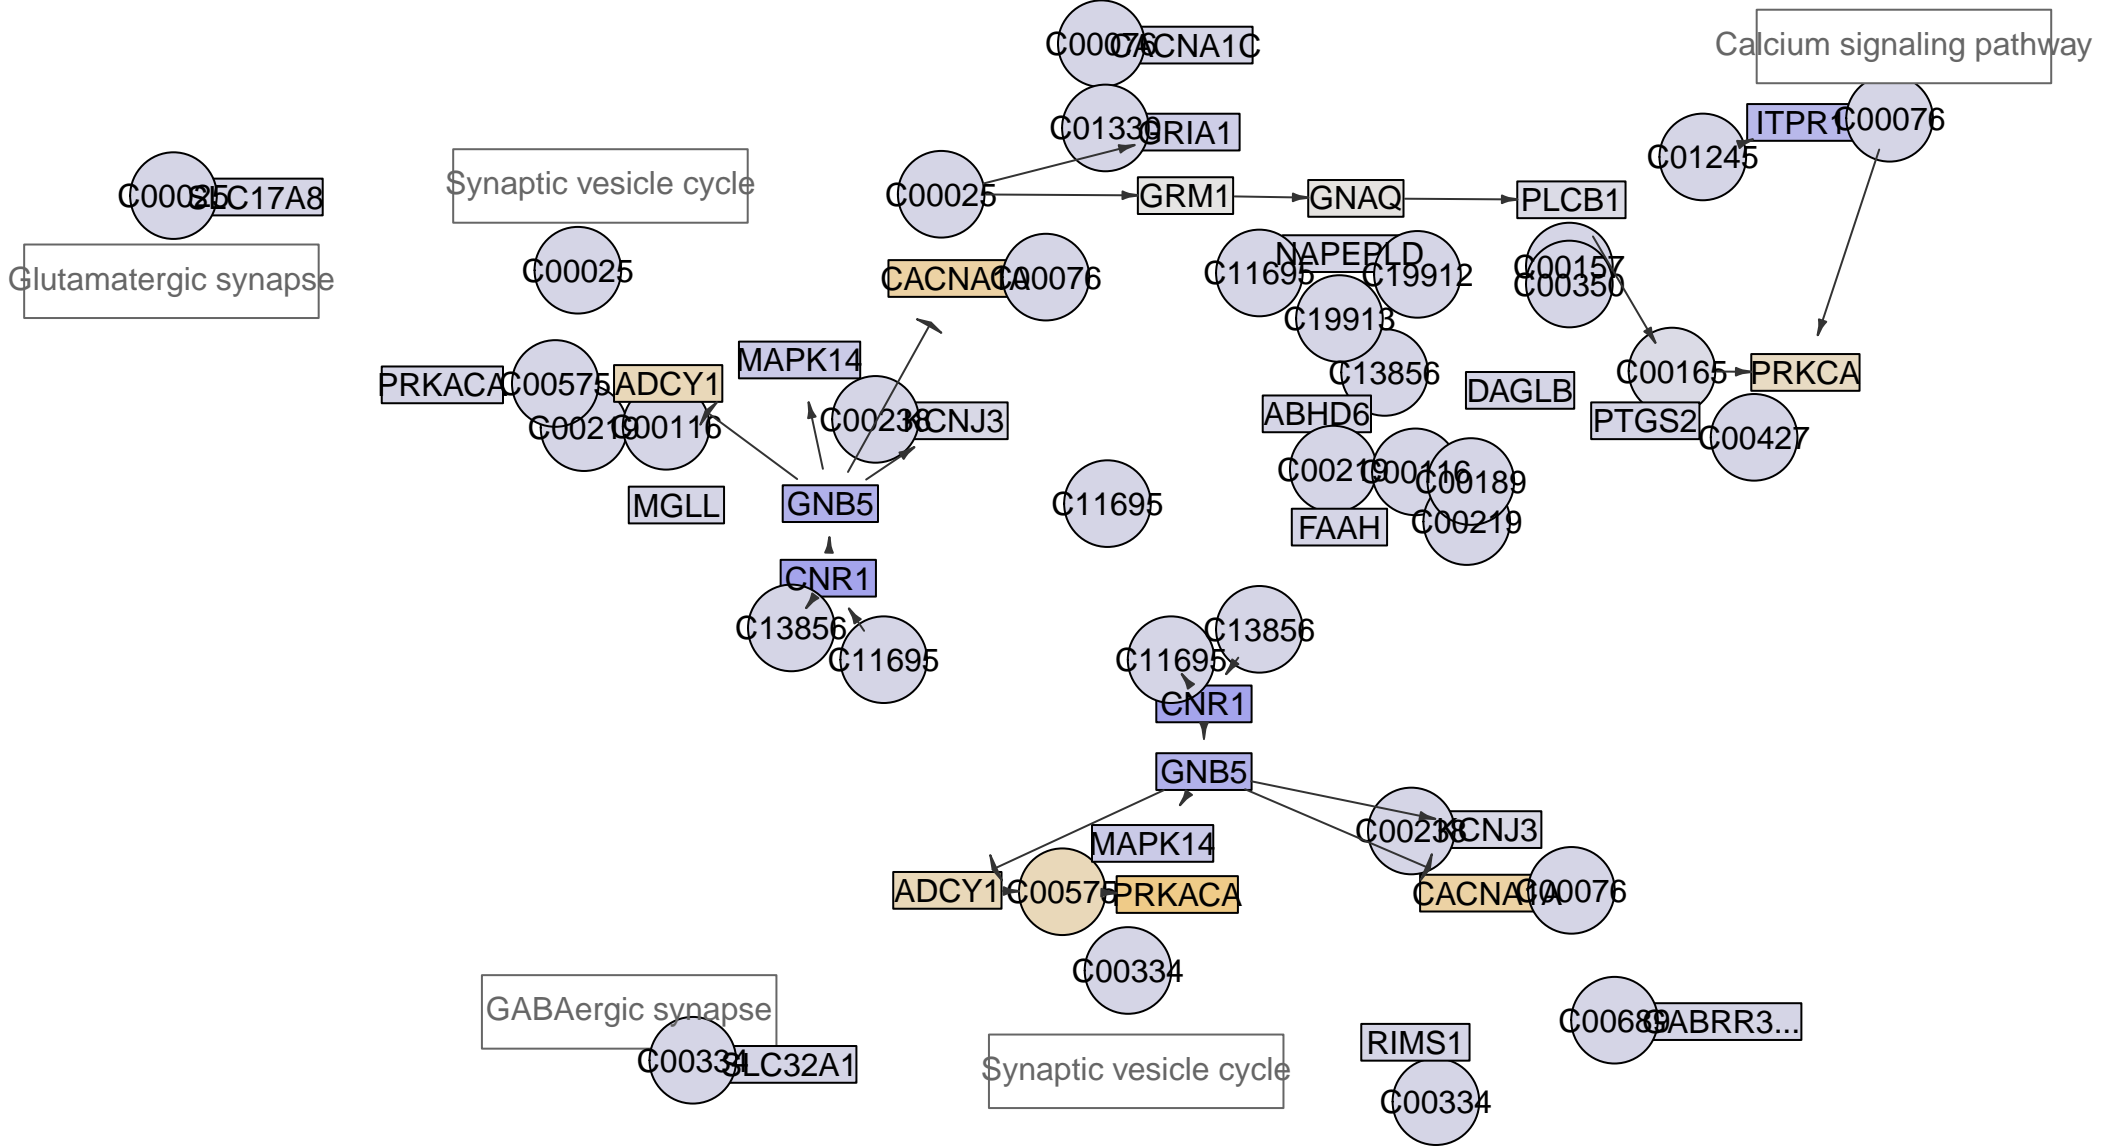 C00076
CACNA1C
Calcium signaling pathway
C01330
GRIA1
ITPR1
C00076
C01245
C00025
SLC17A8
Synaptic vesicle cycle
C00025
GRM1
GNAQ
PLCB1
Glutamatergic synapse
C00025
CACNA1A
C00076
C11695
NAPEPLD
C19912
C00157
C00350
C19913
MAPK14
PRKACA
C00575
ADCY1
C13856
DAGLB
C00165
PRKCA
C00219
C00116
C00238
KCNJ3
ABHD6
PTGS2
C00427
MGLL
GNB5
C11695
C00219
C00116
C00189
C00219
FAAH
CNR1
C13856
C11695
C11695
C13856
CNR1
GNB5
MAPK14
C00238
KCNJ3
ADCY1
C00575
PRKACA
CACNA1A
C00076
C00334
GABAergic synapse
C00334
SLC32A1
Synaptic vesicle cycle
RIMS1
C00334
C00689
GABRR3...